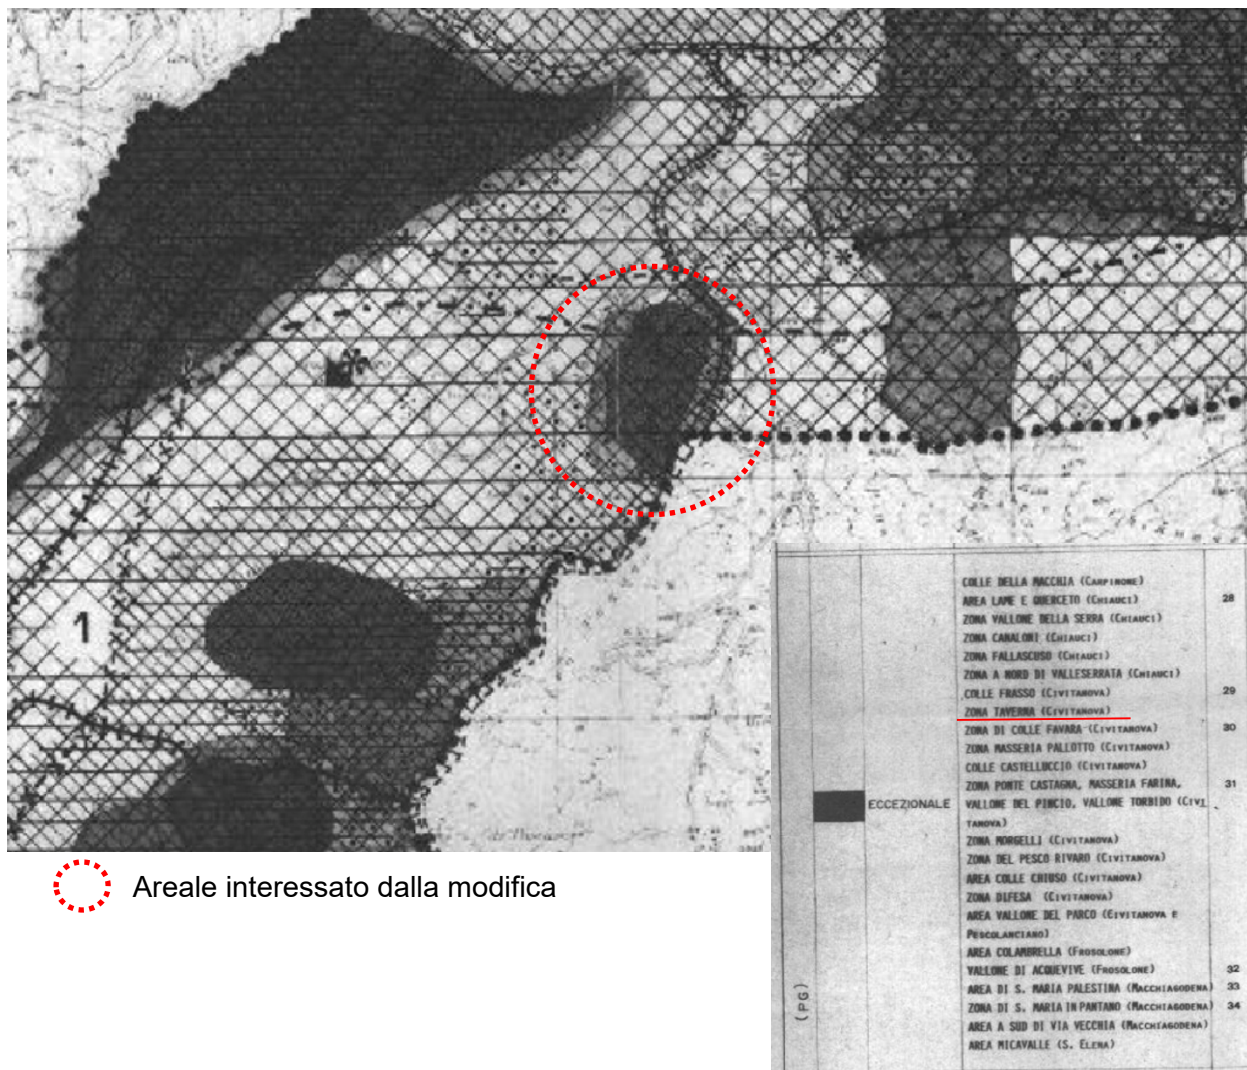 1
Areale interessato dalla modifica
COLLE DELLA MACCHIA (CARPINONE)
AREA LAME E QUERCETO (CHIAUCI) 28
ZONA VALLONE DELLA SERRA (CHIAUCI)
ZONA CANALONI (CHIAUCI)
ZONA FALLASCUSO (CHIAUCI)
ZONA A NORD DI VALLESERRATA (CHIAUCI)
COLLE FRASSO (CIVITANOVA) 29
ZONA TAVERNA (CIVITANOVA)
ZONA DI COLLE FAVARA (CIVITANOVA) 30
ZONA MASSERIA PALLOTTO (CIVITANOVA)
COLLE CASTELLUCCIO (CIVITANOVA)
ZONA PONTE CASTAGNA, MASSERIA FARINA, 31
ECCEZIONALE VALLONE DEL PINCIO, VALLONE TORBIDO (CIVI
TANOVA)
ZONA MORGELLI (CIVITANOVA)
ZONA DEL PESCO RIVARO (CIVITANOVA)
AREA COLLE CHIUSO (CIVITANOVA)
ZONA DIFESA (CIVITANOVA)
AREA VALLONE DEL PARCO (CIVITANOVA E
PESCOLANCIANO)
AREA COLAMBRELLA (FROSOLONE)
VALLONE DI ACQUEVIVE (FROSOLONE) 32
AREA DI S. MARIA PALESTINA (MACCHIAGODENA) 33
ZONA DI S. MARIA IN PANTANO (MACCHIAGODENA) 34
AREA A SUD DI VIA VECCHIA (MACCHIAGODENA)
AREA MICAVALLE (S. ELENA)
(PG)